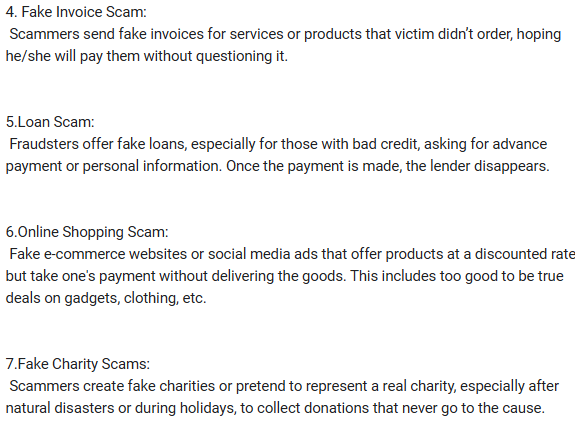 4. Fake Invoice Scam:
Scammers send fake invoices for services or products that victim didn't order, hoping
he/she will pay them without questioning it.
5.Loan Scam:
Fraudsters offer fake loans, especially for those with bad credit, asking for advance
payment or personal information. Once the payment is made, the lender disappears.
6.Online Shopping Scam:
Fake e-commerce websites or social media ads that offer products at a discounted rate
but take one's payment without delivering the goods. This includes too good to be true
deals on gadgets, clothing, etc.
7.Fake Charity Scams:
Scammers create fake charities or pretend to represent a real charity, especially after
natural disasters or during holidays, to collect donations that never go to the cause.